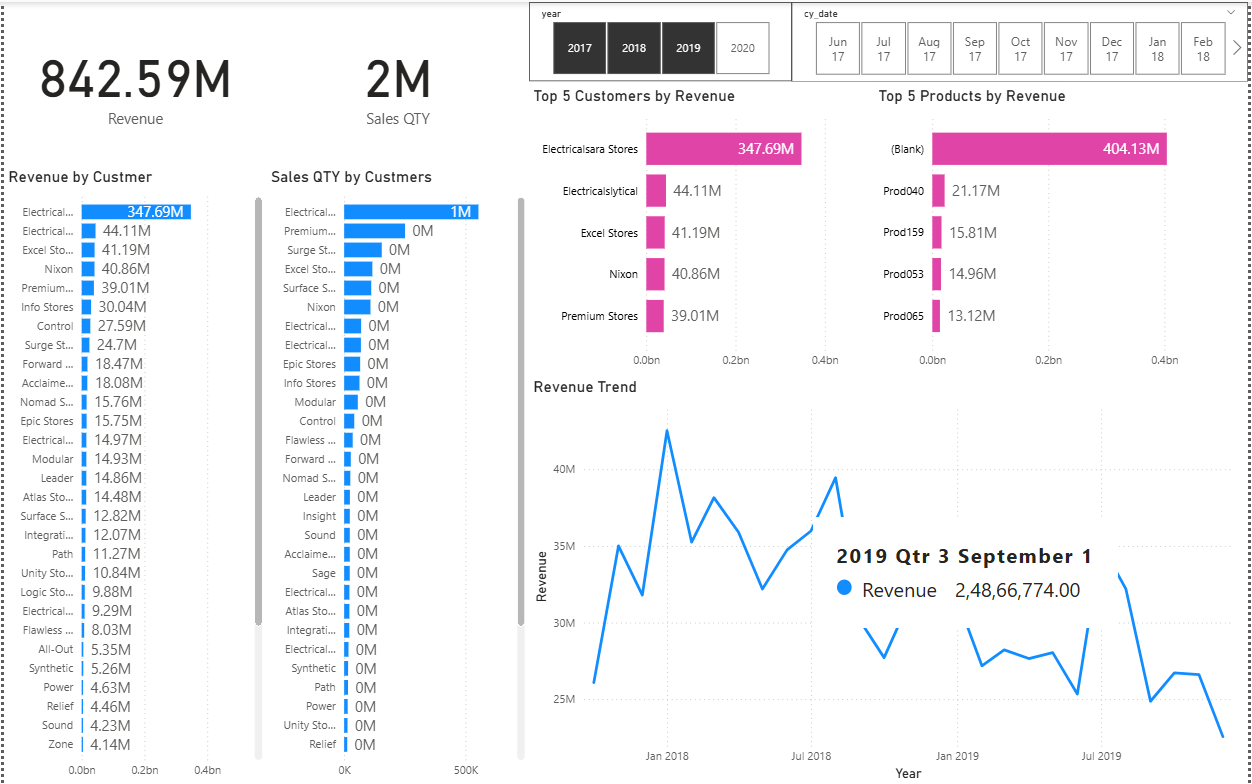 842.59M
Revenue
2M
Sales QTY
year
2017 2018 2019 2020
cy_date
Jun 17 Jul 17 Aug 17 Sep 17 Oct 17 Nov 17 Dec 17 Jan 18 Feb 18
Revenue by Custmer
Electrical... 347.69M
Electrical... 44.11M
Excel Sto... 41.19M
Nixon 40.86M
Premium... 39.01M
Info Stores 30.04M
Control 27.59M
Surge St... 24.7M
Forward ... 18.47M
Acclaime... 18.08M
Nomad S... 15.76M
Epic Stores 15.75M
Electrical... 14.97M
Modular 14.93M
Leader 14.86M
Atlas Sto... 14.48M
Surface S... 12.82M
Integrati... 12.07M
Path 11.27M
Unity Sto... 10.84M
Logic Sto... 9.88M
Electrical... 9.29M
Flawless ... 8.03M
All-Out 5.35M
Synthetic 5.26M
Power 4.63M
Relief 4.46M
Sound 4.23M
Zone 4.14M
0.0bn 0.2bn 0.4bn
Sales QTY by Custmers
Electrical... 1M
Premium... 0M
Surge St... 0M
Excel Sto... 0M
Surface S... 0M
Nixon 0M
Electrical... 0M
Electrical... 0M
Epic Stores 0M
Info Stores 0M
Modular 0M
Control 0M
Flawless ... 0M
Forward ... 0M
Nomad S... 0M
Leader 0M
Insight 0M
Sound 0M
Acclaime... 0M
Sage 0M
Electrical... 0M
Atlas Sto... 0M
Integrati... 0M
Electrical... 0M
Synthetic 0M
Path 0M
Power 0M
Unity Sto... 0M
Relief 0M
0K 500K
Top 5 Customers by Revenue
Electricalsara Stores 347.69M
Electricalslytical 44.11M
Excel Stores 41.19M
Nixon 40.86M
Premium Stores 39.01M
0.0bn 0.2bn 0.4bn
Top 5 Products by Revenue
(Blank) 404.13M
Prod040 21.17M
Prod159 15.81M
Prod053 14.96M
Prod065 13.12M
0.0bn 0.2bn 0.4bn
Revenue Trend
Revenue
40M
35M
30M
25M
2019 Qtr 3 September 1
Revenue 2,48,66,774.00
Jan 2018 Jul 2018 Jan 2019 Jul 2019
Year